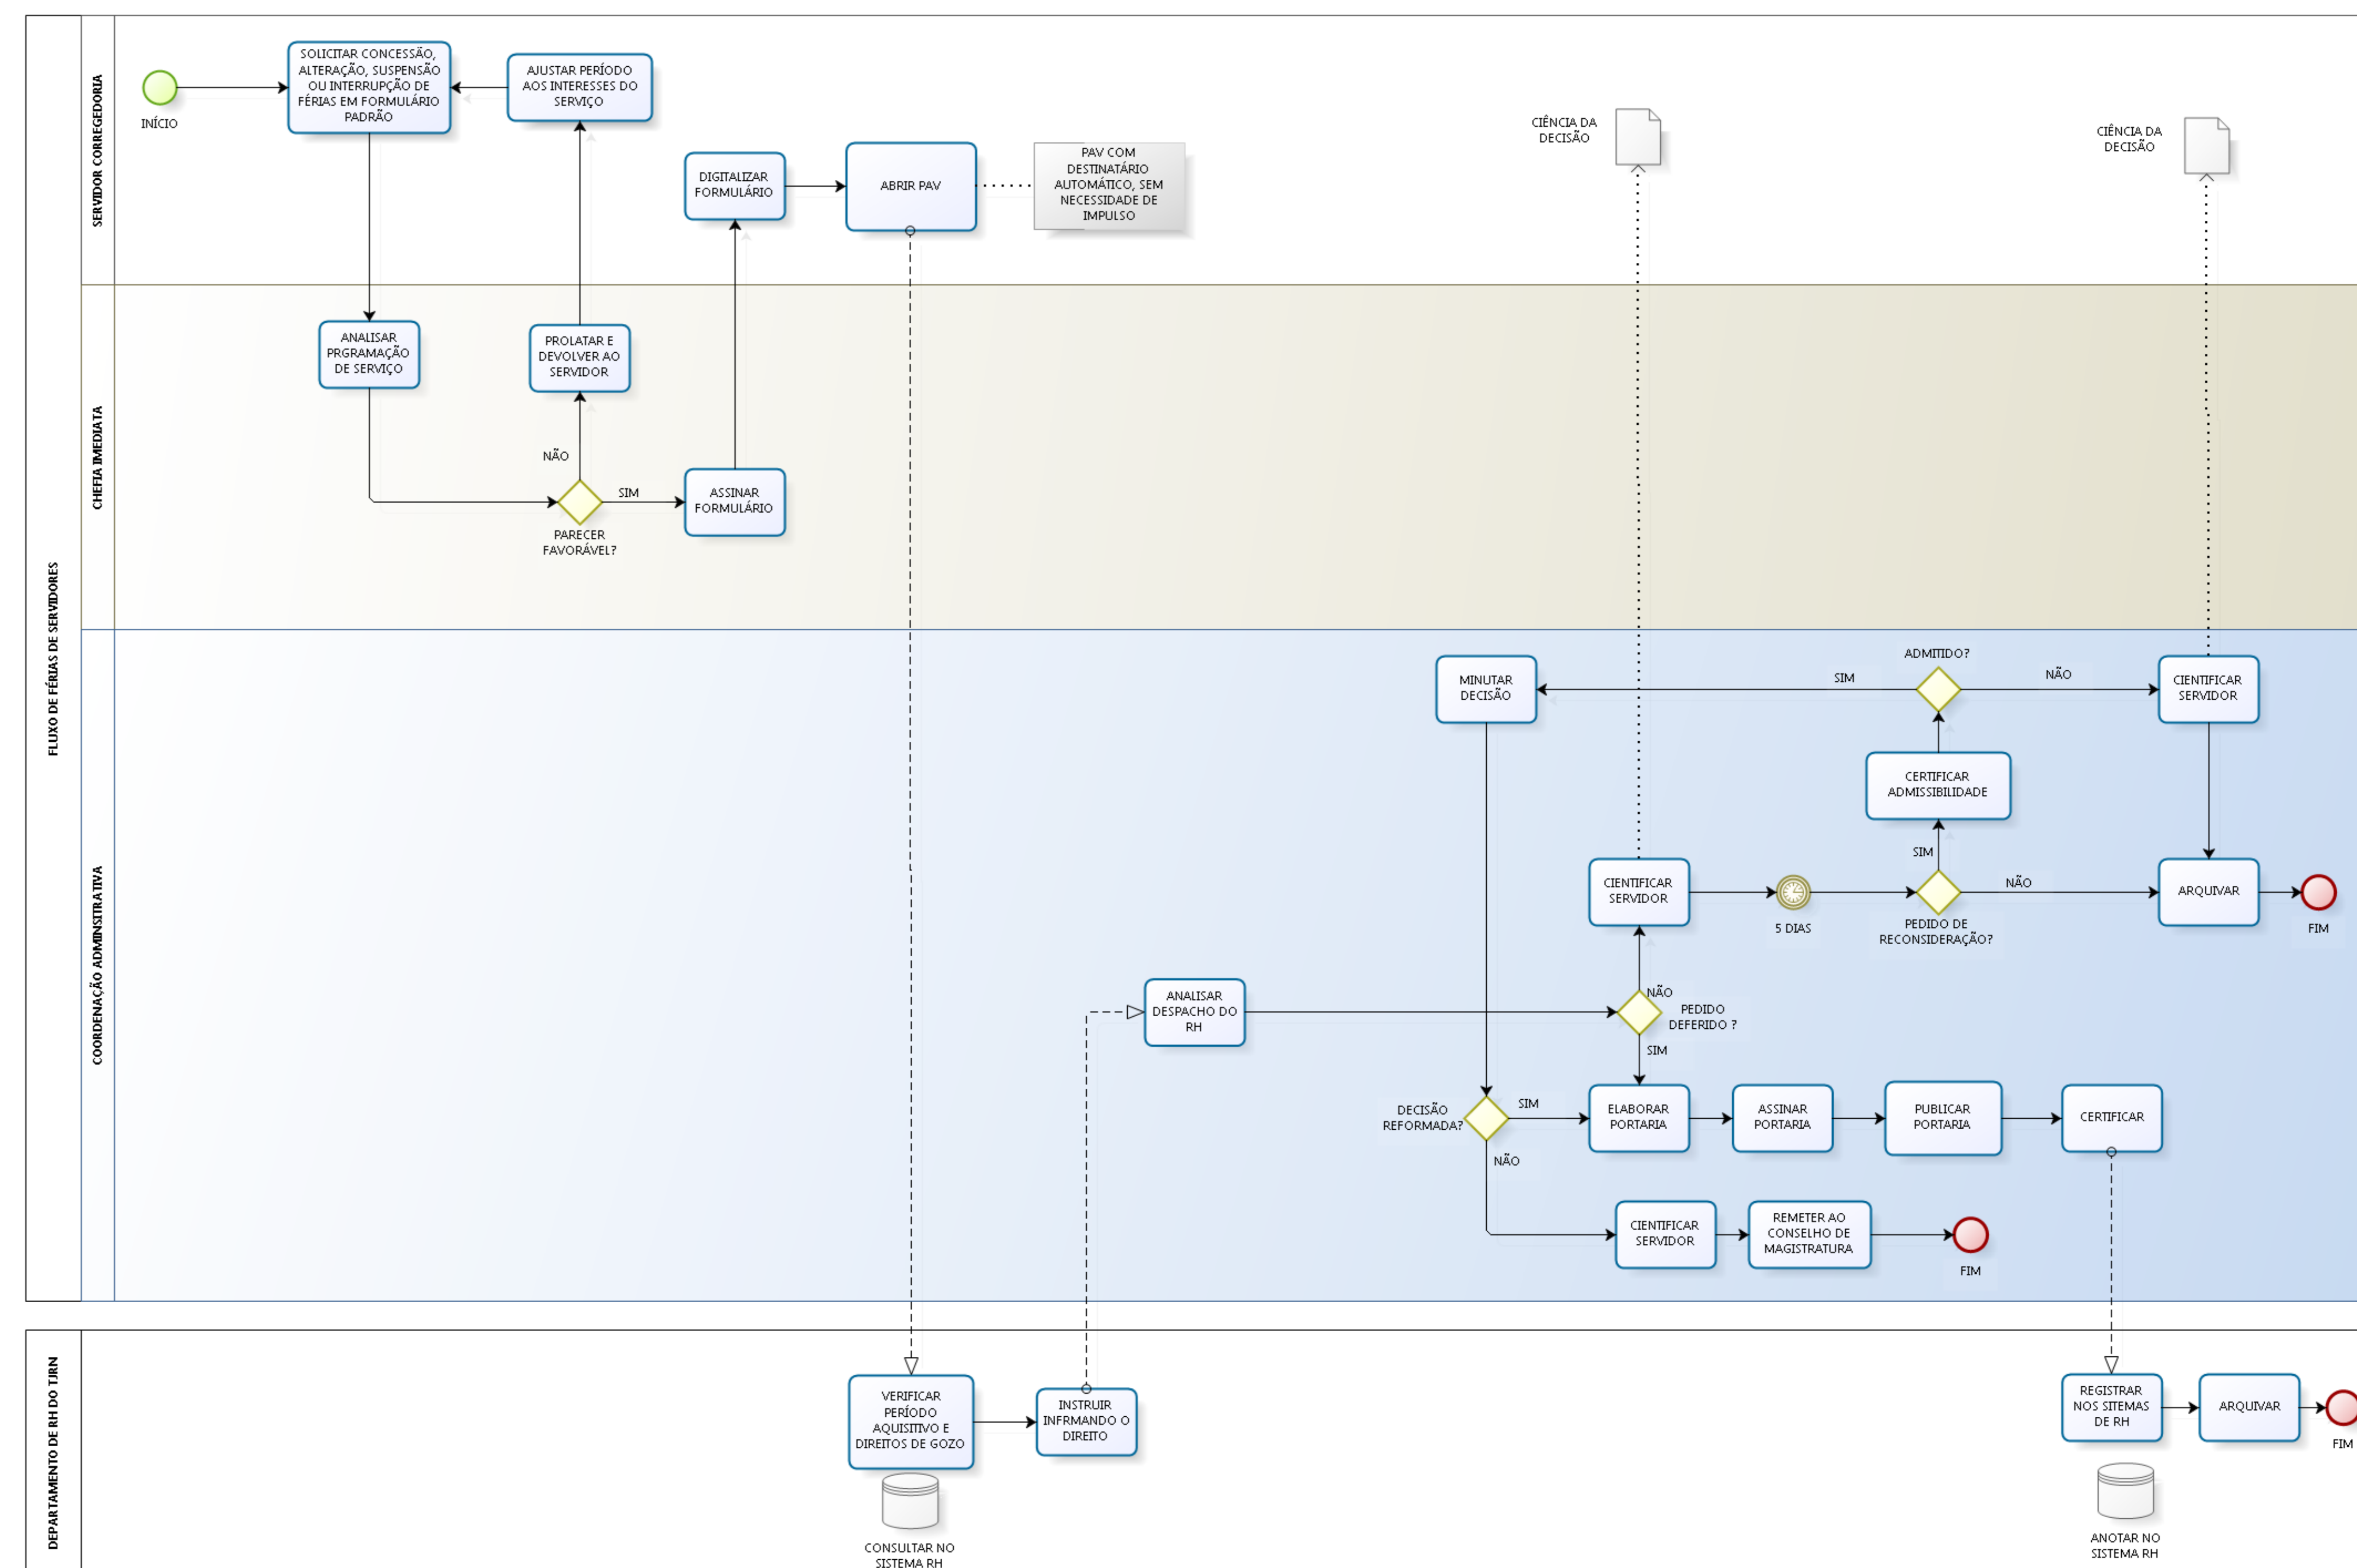 FLUXO DE FÉRIAS DE SERVIDORES
SERVIDOR COREGEDORIA
INÍCIO
SOLICITAR CONCESSÃO,
ALTERAÇÃO, SUSPENSÃO
OU INTERRUPÇÃO DE
FÉRIAS EM FORMULÁRIO
PADRÃO
AJUSTAR PERÍODO
AOS INTERESSES DO
SERVIÇO
DIGITALIZAR
FORMULÁRIO
ABRIR PAV
PAV COM
DESTINATÁRIO
AUTOMÁTICO, SEM
NECESSIDADE DE
IMPULSO
CIÊNCIA DA
DECISÃO
CIÊNCIA DA
DECISÃO
CHEFIA IMEDIATA
ANALISAR
PRGRAMAÇÃO
DE SERVIÇO
PROLATAR E
DEVOLVER AO
SERVIDOR
NÃO
SIM
PARECER
FAVORÁVEL?
ASSINAR
FORMULÁRIO
COORDENAÇÃO ADMINSITRATIVA
MINUTAR
DECISÃO
SIM
ADMITIDO?
NÃO
CIENTIFICAR
SERVIDOR
CERTIFICAR
ADMISSIBILIDADE
SIM
CIENTIFICAR
SERVIDOR
5 DIAS
PEDIDO DE
RECONSIDERAÇÃO?
NÃO
ARQUIVAR
FIM
ANALISAR
DESPACHO DO
RH
NÃO
PEDIDO
DEFERIDO ?
SIM
DECISÃO
REFORMADA?
SIM
NÃO
ELABORAR
PORTARIA
ASSINAR
PORTARIA
PUBLICAR
PORTARIA
CERTIFICAR
CIENTIFICAR
SERVIDOR
REMETER AO
CONSELHO DE
MAGISTRATURA
FIM
DEPARTAMENTO DE RH DO TJRN
VERIFICAR
PERÍODO
AQUISITIVO E
DIREITOS DE GOZO
INSTRUIR
INFRMANDO O
DIREITO
CONSULTAR NO
SISTEMA RH
REGISTRAR
NOS SITEMAS
DE RH
ARQUIVAR
FIM
ANOTAR NO
SISTEMA RH